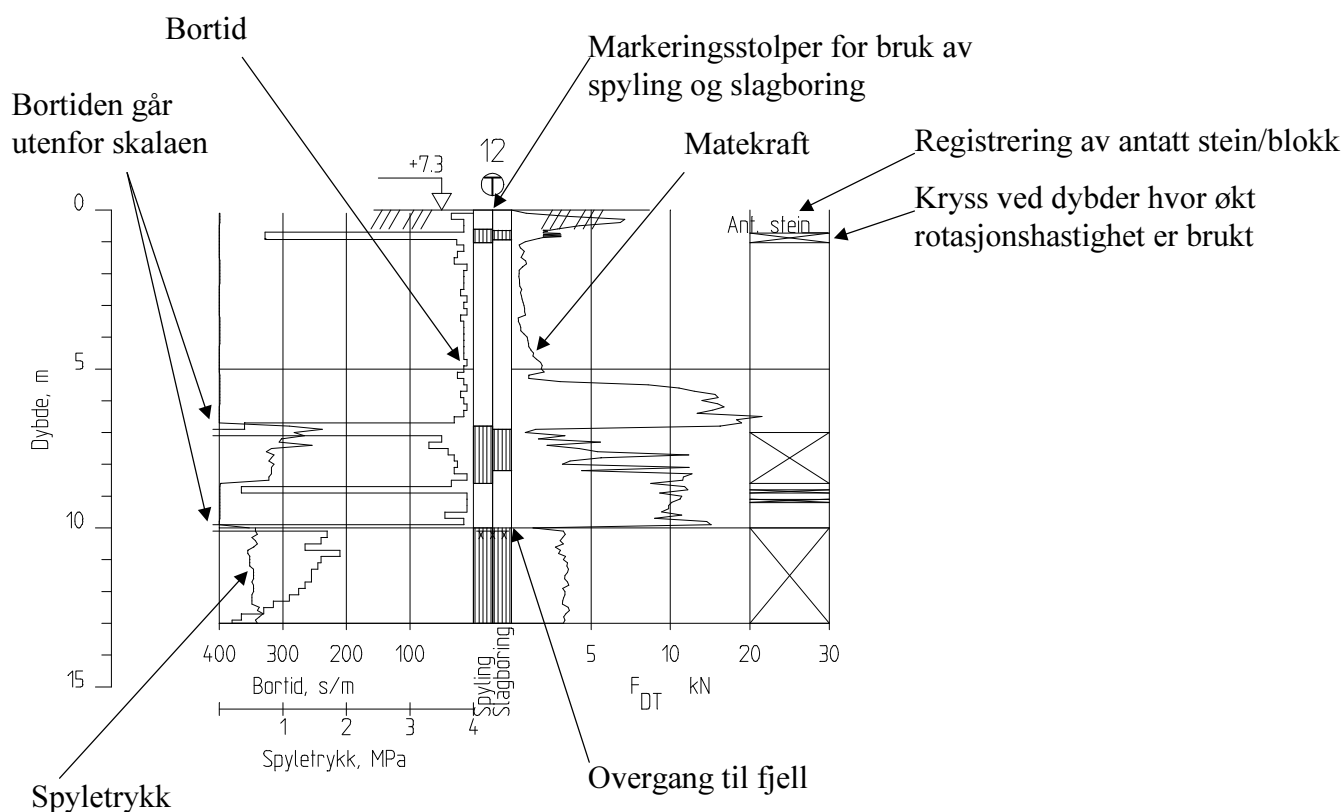 Bortid
Markeringsstolper for bruk av
spyling og slagboring
Bortiden går
utenfor skalaen
Matekraft
Registrering av antatt stein/blokk
Kryss ved dybder hvor økt
rotasjonshastighet er brukt
12
+7.3
T
Ant. stein
0
5
10
15
Dybde, m
400 300 200 100
Bortid, s/m
Spyling
Slagboring
5 10 20 30
F DT kN
1 2 3 4
Spyletrykk, MPa
Overgang til fjell
Spyletrykk